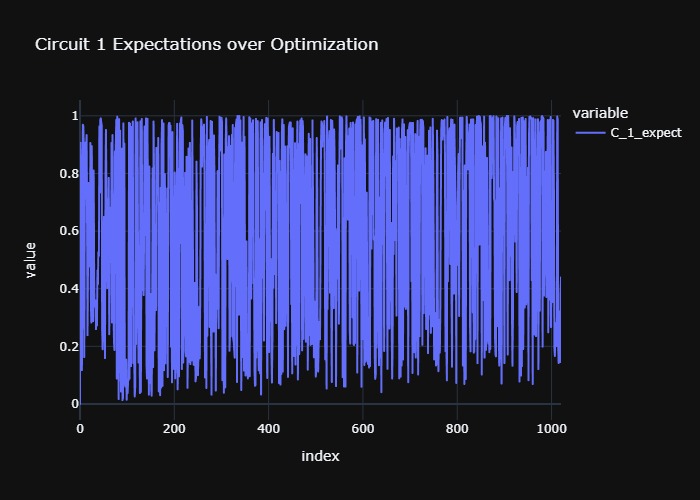 Circuit 1 Expectations over Optimization
variable
C_1_expect
1
0.8
0.6
0.4
0.2
0
value
0 200 400 600 800 1000
index